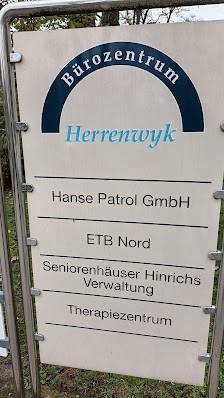 Bürozentrum
Herrenwyk
Hanse Patrol GmbH
ETB Nord
Seniorenhäuser Hinrichs
Verwaltung
Therapiezentrum